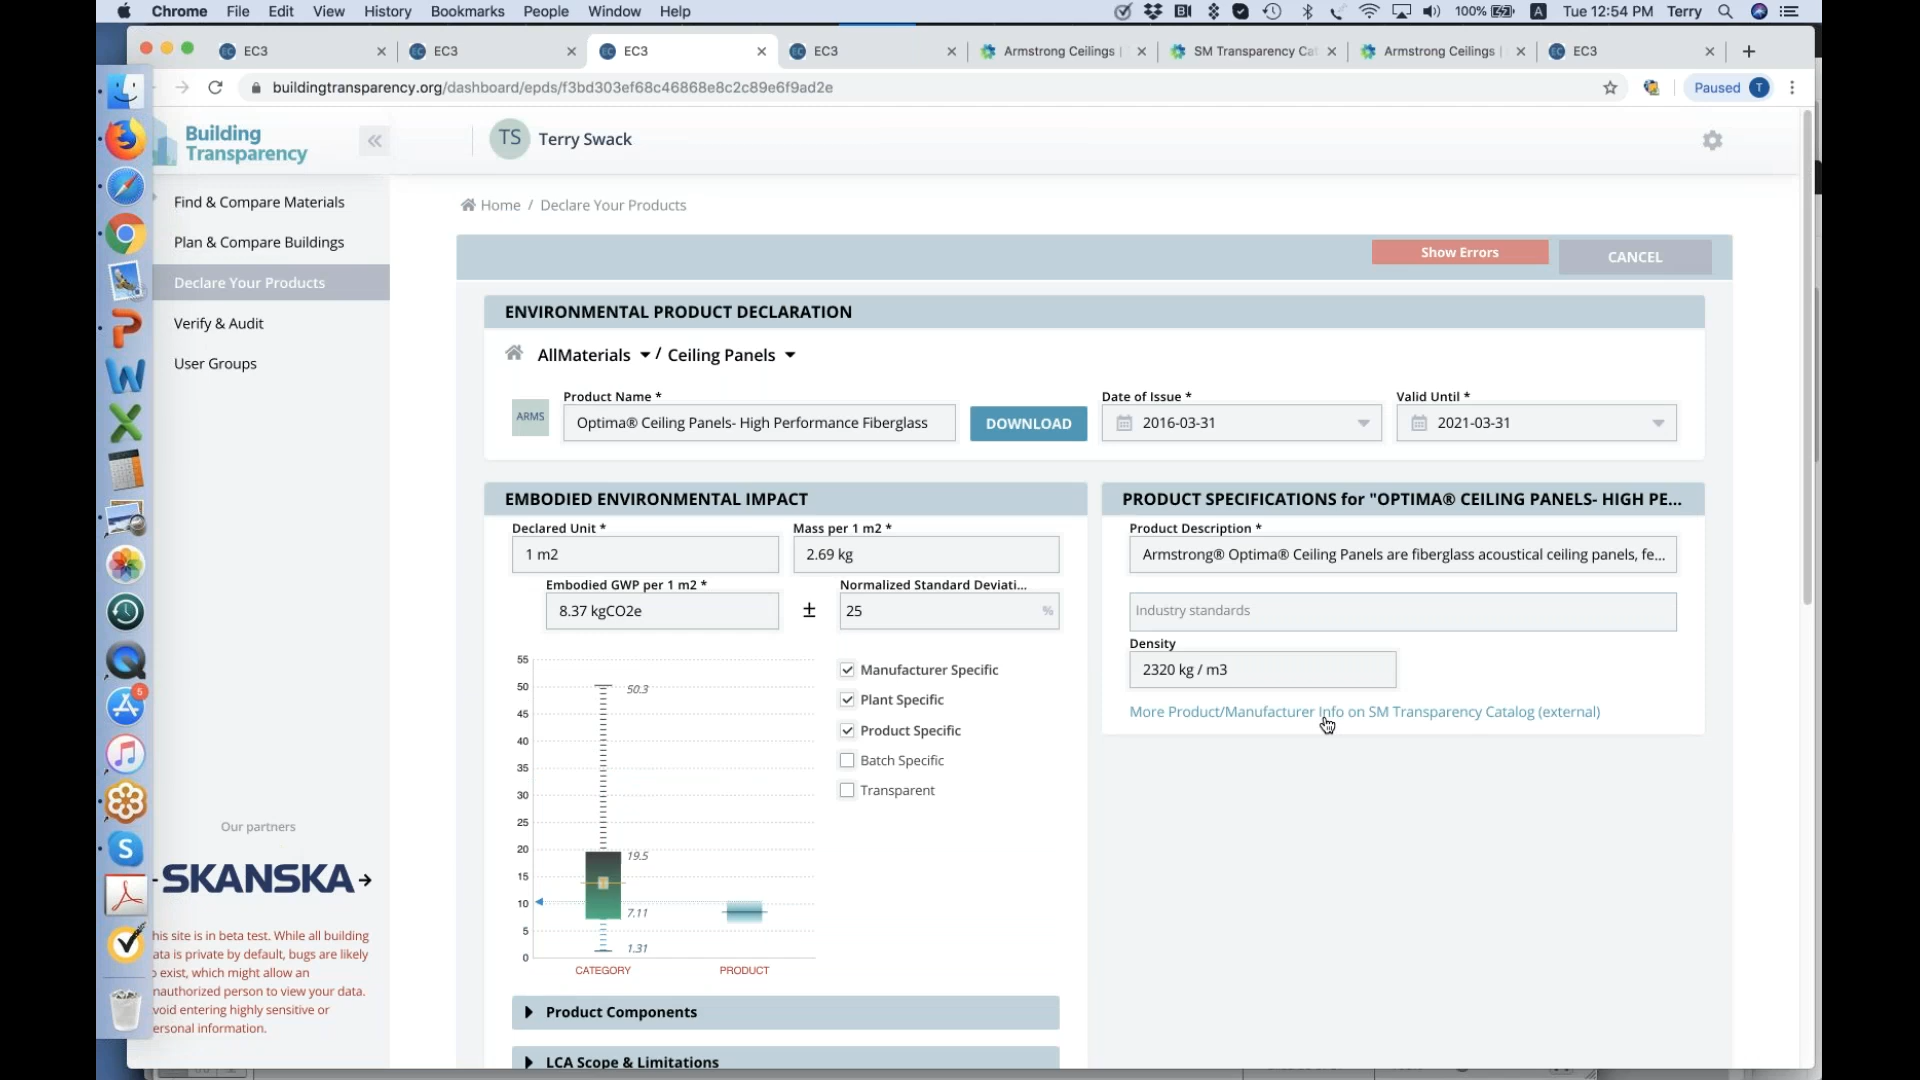 Chrome File Edit View History Bookmarks People Window Help 100% A Tue 12:54 PM Terry
EC3 EC3 EC3 EC3 Armstrong Ceilings | SM Transparency Cat Armstrong Ceilings | EC3
buildingtransparency.org/dashboard/epds/f3bd303ef68c46868e8c2c89e6f9ad2e Paused T
Building
Transparency
TS Terry Swack
Find & Compare Materials
Plan & Compare Buildings
Declare Your Products
Verify & Audit
User Groups
Home / Declare Your Products
Show Errors CANCEL
ENVIRONMENTAL PRODUCT DECLARATION
AllMaterials / Ceiling Panels
Product Name * Date of Issue * Valid Until *
ARMS Optima® Ceiling Panels- High Performance Fiberglass DOWNLOAD 2016-03-31 2021-03-31
EMBODIED ENVIRONMENTAL IMPACT
Declared Unit * Mass per 1 m2 *
1 m2 2.69 kg
Embodied GWP per 1 m2 * Normalized Standard Deviati...
8.37 kgCO2e ± 25 %
55
50 50.3
45
40
35
30
25
20 19.5
15
10 7.11
5 1.31
0
CATEGORY PRODUCT
Manufacturer Specific
Plant Specific
Product Specific
Batch Specific
Transparent
Product Components
LCA Scope & Limitations
PRODUCT SPECIFICATIONS for "OPTIMA® CEILING PANELS- HIGH PE...
Product Description *
Armstrong® Optima® Ceiling Panels are fiberglass acoustical ceiling panels, fe...
Industry standards
Density
2320 kg / m3
More Product/Manufacturer Info on SM Transparency Catalog (external)
Our partners
SKANSKA
his site is in beta test. While all building
ata is private by default, bugs are likely
o exist, which might allow an
nauthorized person to view your data.
void entering highly sensitive or
ersonal information.
5